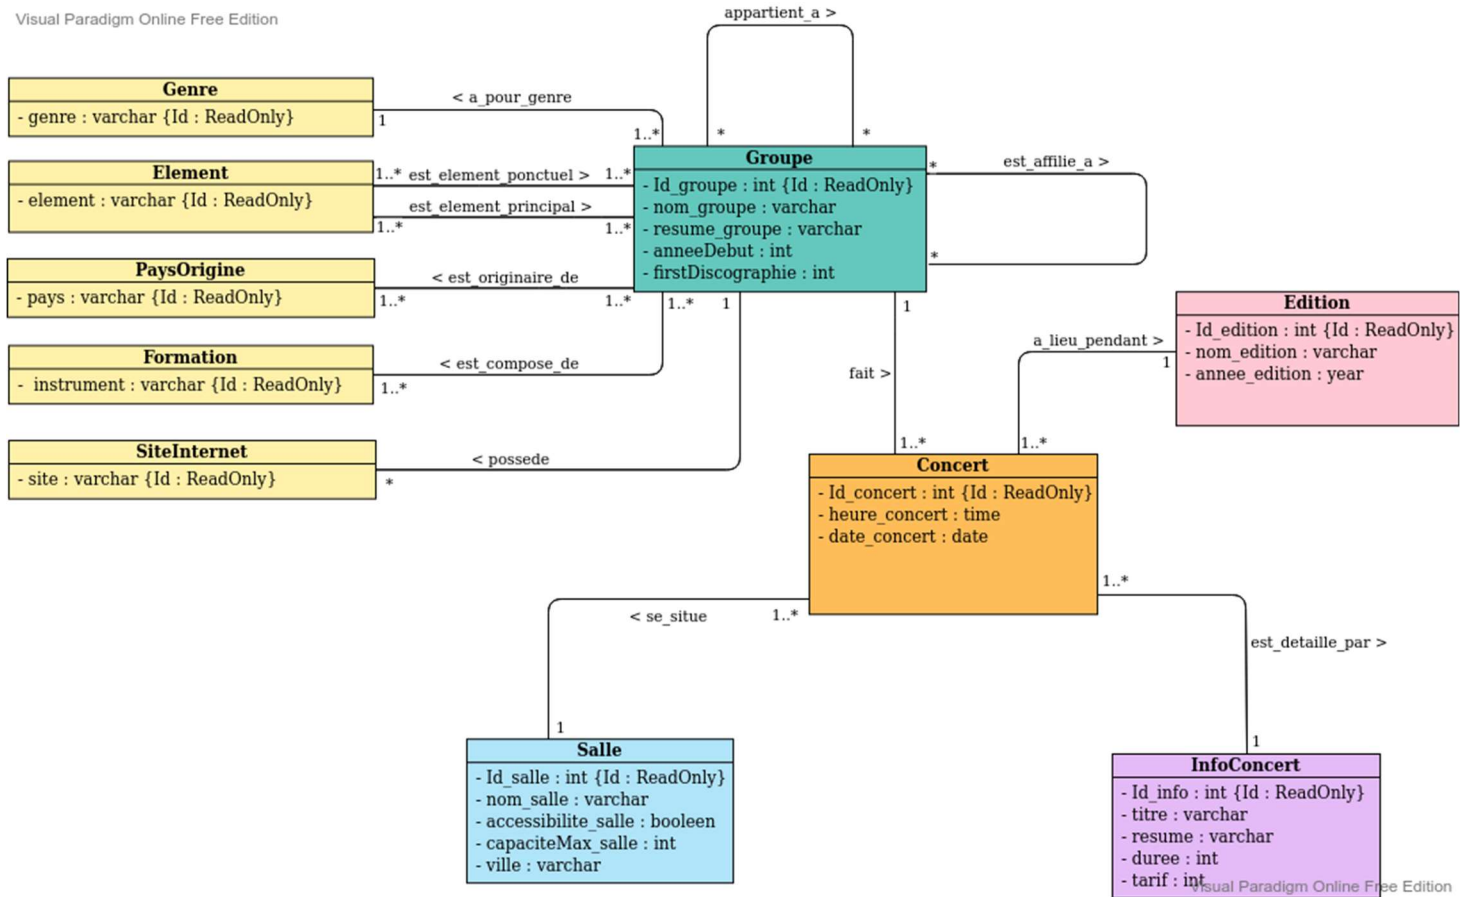 Visual Paradigm Online Free Edition
appartient_a >
Genre
- genre : varchar {Id : ReadOnly}
< a_pour_genre
1
1..*
*
*
Element
- element : varchar {Id : ReadOnly}
1..*
est_element_ponctuel >
1..*
est_element_principal >
1..*
1..*
Groupe
- Id_groupe : int {Id : ReadOnly}
- nom_groupe : varchar
- resume_groupe : varchar
- anneeDebut : int
- firstDiscographie : int
*
est_affilie_a >
*
PaysOrigine
- pays : varchar {Id : ReadOnly}
< est_originaire_de
1..*
1..*
1..*
1
1
Formation
- instrument : varchar {Id : ReadOnly}
< est_compose_de
1..*
SiteInternet
- site : varchar {Id : ReadOnly}
< possede
*
fait >
1..*
Edition
- Id_edition : int {Id : ReadOnly}
- nom_edition : varchar
- annee_edition : year
a_lieu_pendant >
1
1..*
Concert
- Id_concert : int {Id : ReadOnly}
- heure_concert : time
- date_concert : date
1..*
< se_situe
1..*
est_detaille_par >
1
1
Salle
- Id_salle : int {Id : ReadOnly}
- nom_salle : varchar
- accessibilite_salle : booleen
- capaciteMax_salle : int
- ville : varchar
InfoConcert
- Id_info : int {Id : ReadOnly}
- titre : varchar
- resume : varchar
- duree : int
- tarif : int
Visual Paradigm Online Free Edition